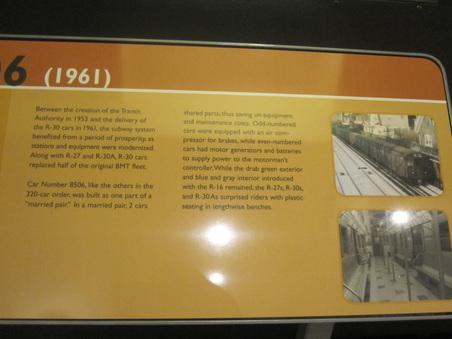 06 (1961)
Between the creation of the Transit
Authority in 1953 and the delivery of
the R-30 cars in 1961, the subway system
benefited from a period of prosperity, as
stations and equipment were modernized.
Along with R-27 and R-30A, R-30 cars
replaced half of the original BMT fleet.
Car Number 8506, like the others in the
320-car order, was built as one part of a
"married pair." In a married pair, 2 cars
shared parts, thus saving on equipment
and maintenance costs. Odd-numbered
cars were equipped with an air com-
pressor for brakes, while even-numbered
cars had motor generators and batteries
to supply power to the motorman's
controller. While the drab green exterior
and blue and gray interior introduced
with the R-16 remained, the R-27s, R-30s,
and R-30As surprised riders with plastic
seating in lengthwise benches.